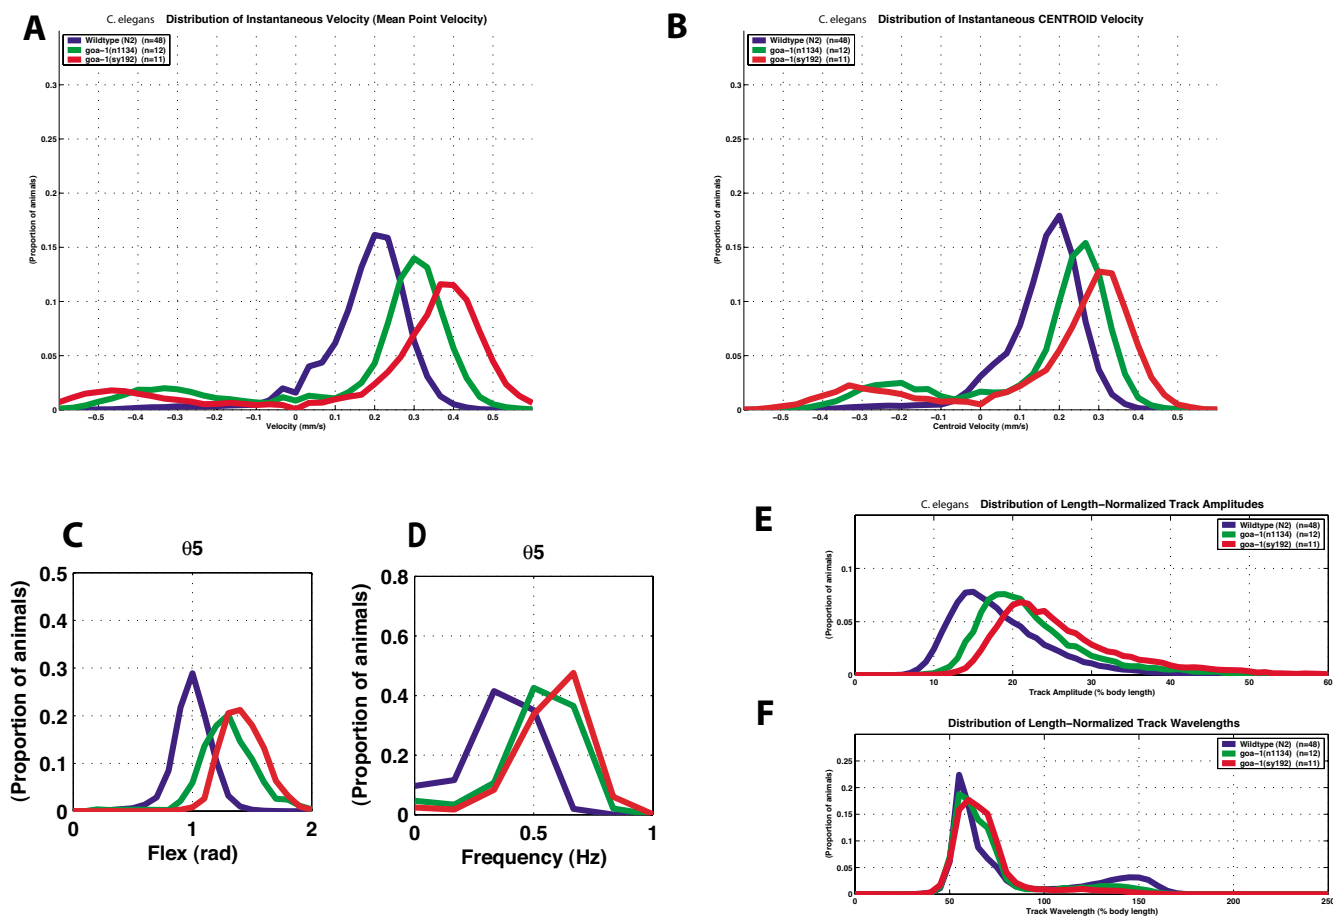 A
C. elegans Distribution of Instantaneous Velocity (Mean Point Velocity)
Wildtype (N2) (n=48)
goa-1(n1134) (n=12)
goa-1(sy192) (n=11)
(Proportion of animals)
0.3
0.25
0.2
0.15
0.1
0.05
0
−0.5 −0.4 −0.3 −0.2 −0.1 0.1 0.2 0.3 0.4 0.5
Velocity (mm/s)
B
C. elegans Distribution of Instantaneous CENTROID Velocity
Wildtype (N2) (n=48)
goa-1(n1134) (n=12)
goa-1(sy192) (n=11)
(Proportion of animals)
0.3
0.25
0.2
0.15
0.1
0.05
0
−0.5 −0.4 −0.3 −0.2 −0.1 0 0.1 0.2 0.3 0.4 0.5
Centroid Velocity (mm/s)
C
θ5
(Proportion of animals)
0.5
0.4
0.3
0.2
0.1
0
0 1 2
Flex (rad)
D
θ5
(Proportion of animals)
0.8
0.6
0.4
0.2
0
0 0.5 1
Frequency (Hz)
E
C. elegans Distribution of Length−Normalized Track Amplitudes
Wildtype (N2) (n=48)
goa-1(n1134) (n=12)
goa-1(sy192) (n=11)
(Proportion of animals)
0.1
0.05
0
0 10 20 30 40 50 60
Track Amplitude (% body length)
F
Distribution of Length−Normalized Track Wavelengths
Wildtype (N2) (n=48)
goa-1(n1134) (n=12)
goa-1(sy192) (n=11)
(Proportion of animals)
0.25
0.2
0.15
0.1
0.05
0
0 50 100 150 200 250
Track Wavelength (% body length)